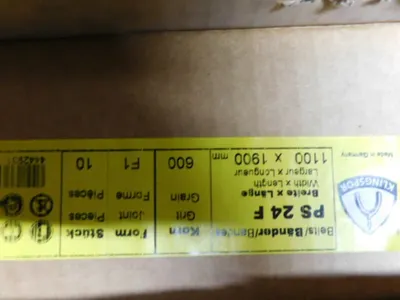 KLINGSPOR
Made in Germany
Belts/Bänder/Bandes
PS 24 F
Breite x Länge
Width x Length
Largeur x Longueur
1100 x 1900 mm
Korn
Grit
Grain
600
Form
Joint
Forme
F1
Stück
Pieces
Pièces
10